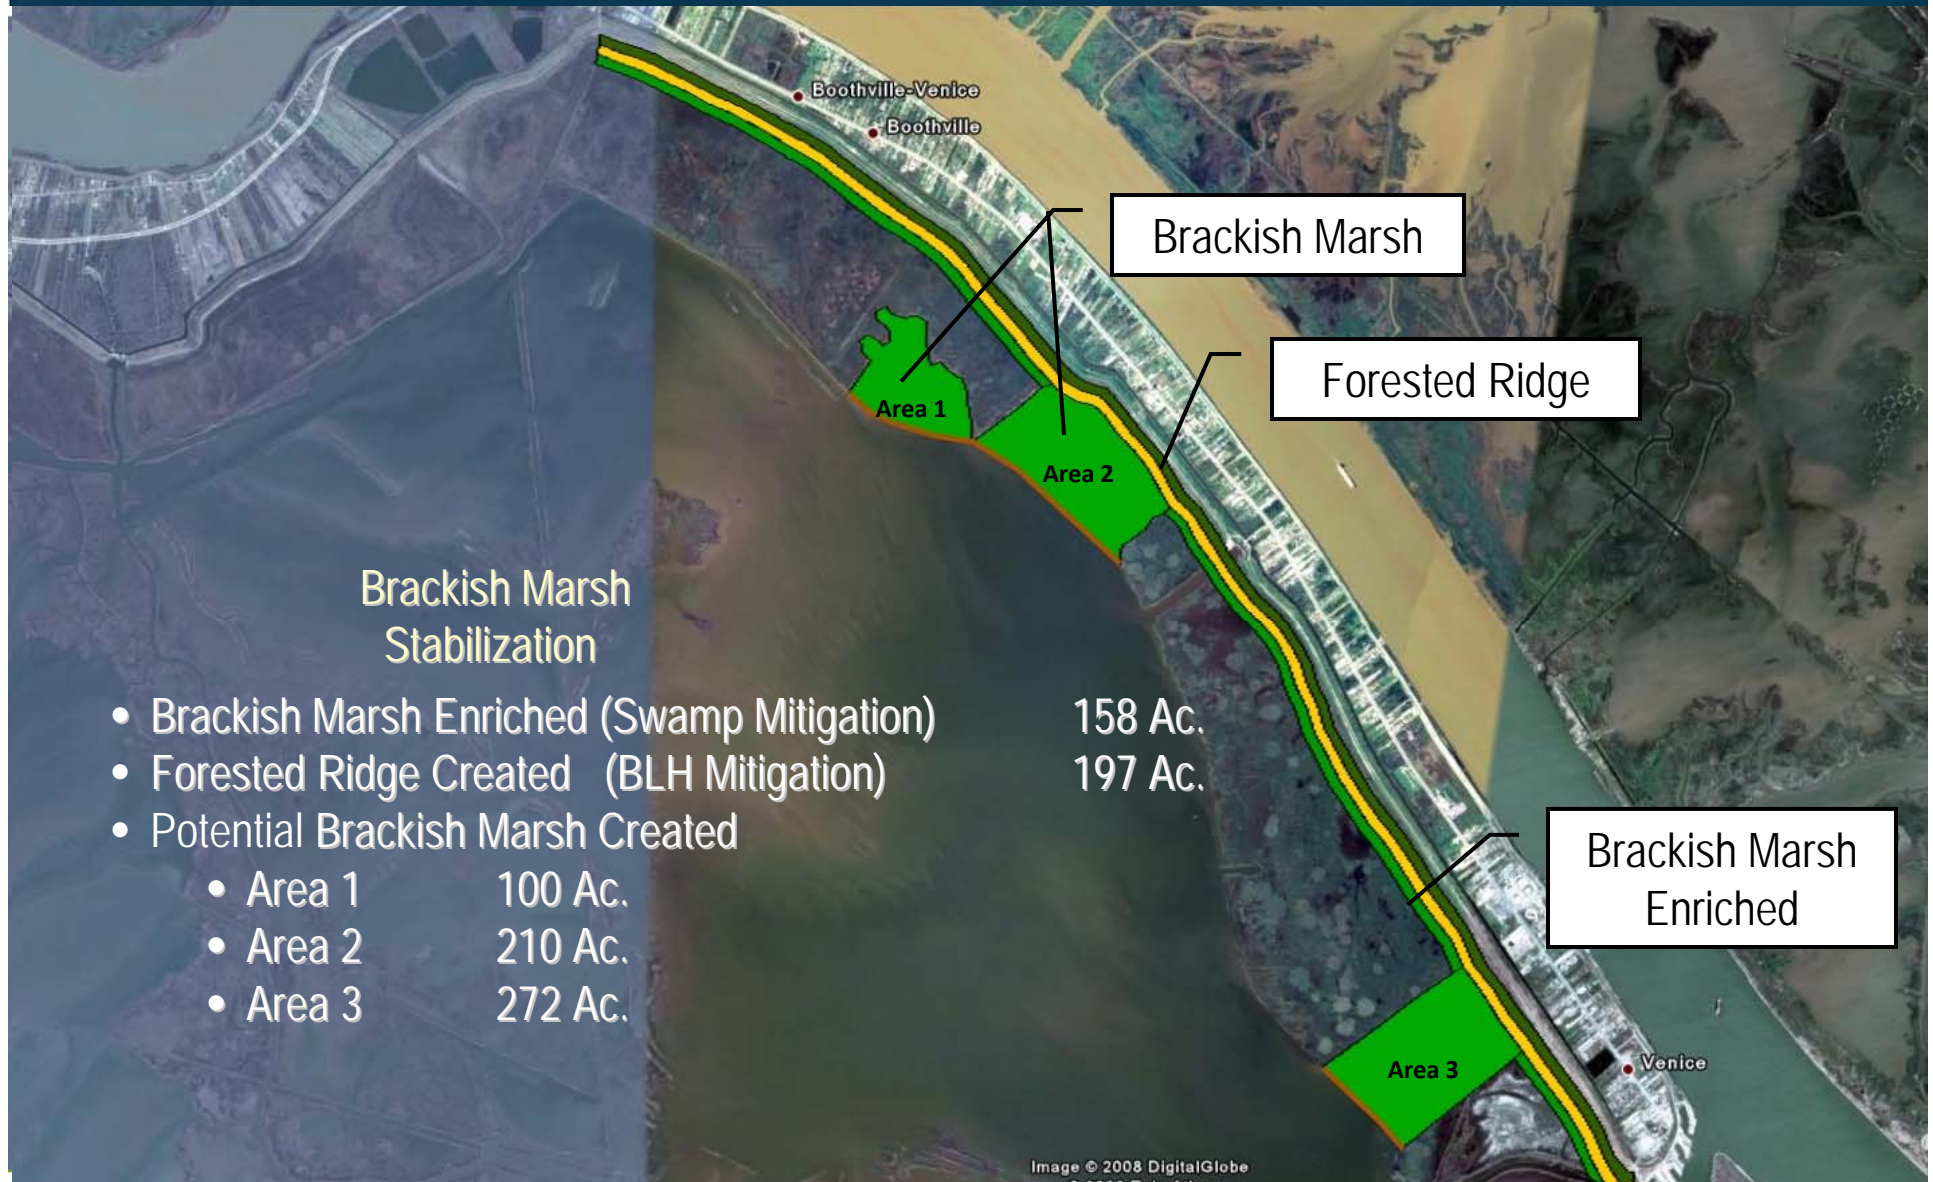 Boothville-Venice
Boothville
Brackish Marsh
Forested Ridge
Area 1
Area 2
Brackish Marsh
Stabilization
• Brackish Marsh Enriched (Swamp Mitigation) 158 Ac.
• Forested Ridge Created (BLH Mitigation) 197 Ac.
• Potential Brackish Marsh Created
• Area 1 100 Ac.
• Area 2 210 Ac.
• Area 3 272 Ac.
Brackish Marsh
Enriched
Area 3
Venice
Image © 2008 DigitalGlobe